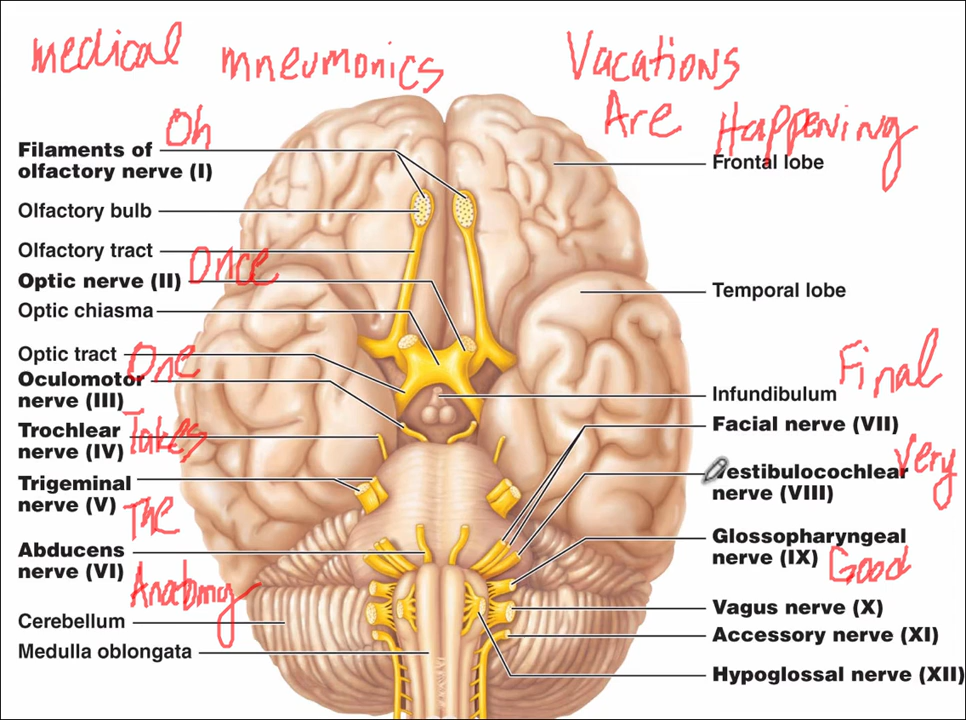 medical mneumonics Vacations
Are Happening
Oh
Filaments of
olfactory nerve (I)
Olfactory bulb
Olfactory tract
Once
Optic nerve (II)
Optic chiasma
Optic tract
One
Oculomotor
nerve (III)
Takes
Trochlear
nerve (IV)
Trigeminal
nerve (V)
The
Abducens
nerve (VI)
Anatomy
Cerebellum
Medulla oblongata
Frontal lobe
Temporal lobe
Final
Infundibulum
Facial nerve (VII)
Very
estibulocochlear
nerve (VIII)
Glossopharyngeal
nerve (IX)
Good
Vagus nerve (X)
Accessory nerve (XI)
Hypoglossal nerve (XII)